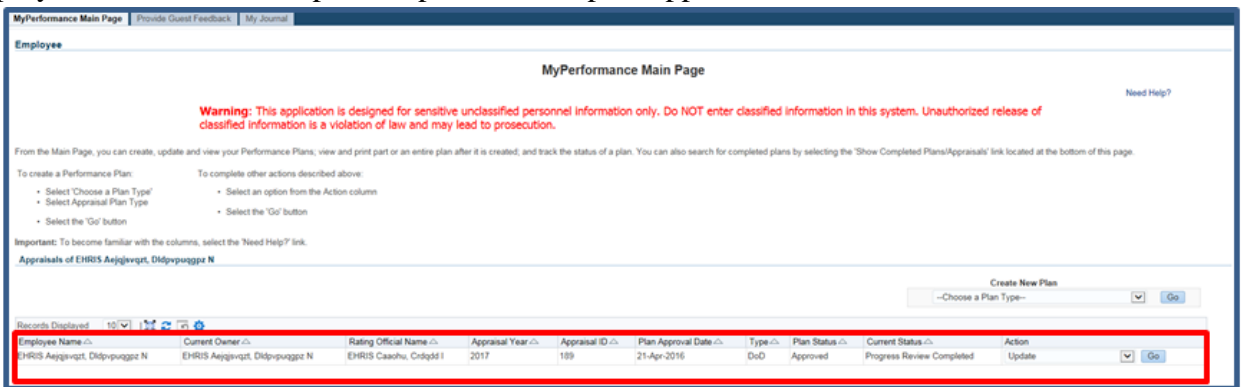 MyPerformance Main Page Provide Guest Feedback My Journal
Employee
MyPerformance Main Page
Need Help?
Warning: This application is designed for sensitive unclassified personnel information only. Do NOT enter classified information in this system. Unauthorized release of
classified information is a violation of law and may lead to prosecution.
From the Main Page, you can create, update and view your Performance Plans; view and print part or an entire plan after it is created; and track the status of a plan. You can also search for completed plans by selecting the 'Show Completed Plans/Appraisals' link located at the bottom of this page.
To create a Performance Plan: To complete other actions described above:
• Select 'Choose a Plan Type' • Select an option from the Action column
• Select Appraisal Plan Type
• Select the 'Go' button
• Select the 'Go' button
Important: To become familiar with the columns, select the 'Need Help?' link.
Appraisals of EHRIS Aejqjsvqzt, Dldpvpuqgpz N
Create New Plan
--Choose a Plan Type-- Go
Records Displayed 10
Employee Name Current Owner Rating Official Name Appraisal Year Appraisal ID Plan Approval Date Type Plan Status Current Status Action
EHRIS Aejqjsvqzt, Dldpvpuqgpz N EHRIS Aejqjsvqzt, Dldpvpuqgpz N EHRIS Caaohu, Crdqdd I 2017 189 21-Apr-2016 DoD Approved Progress Review Completed Update Go